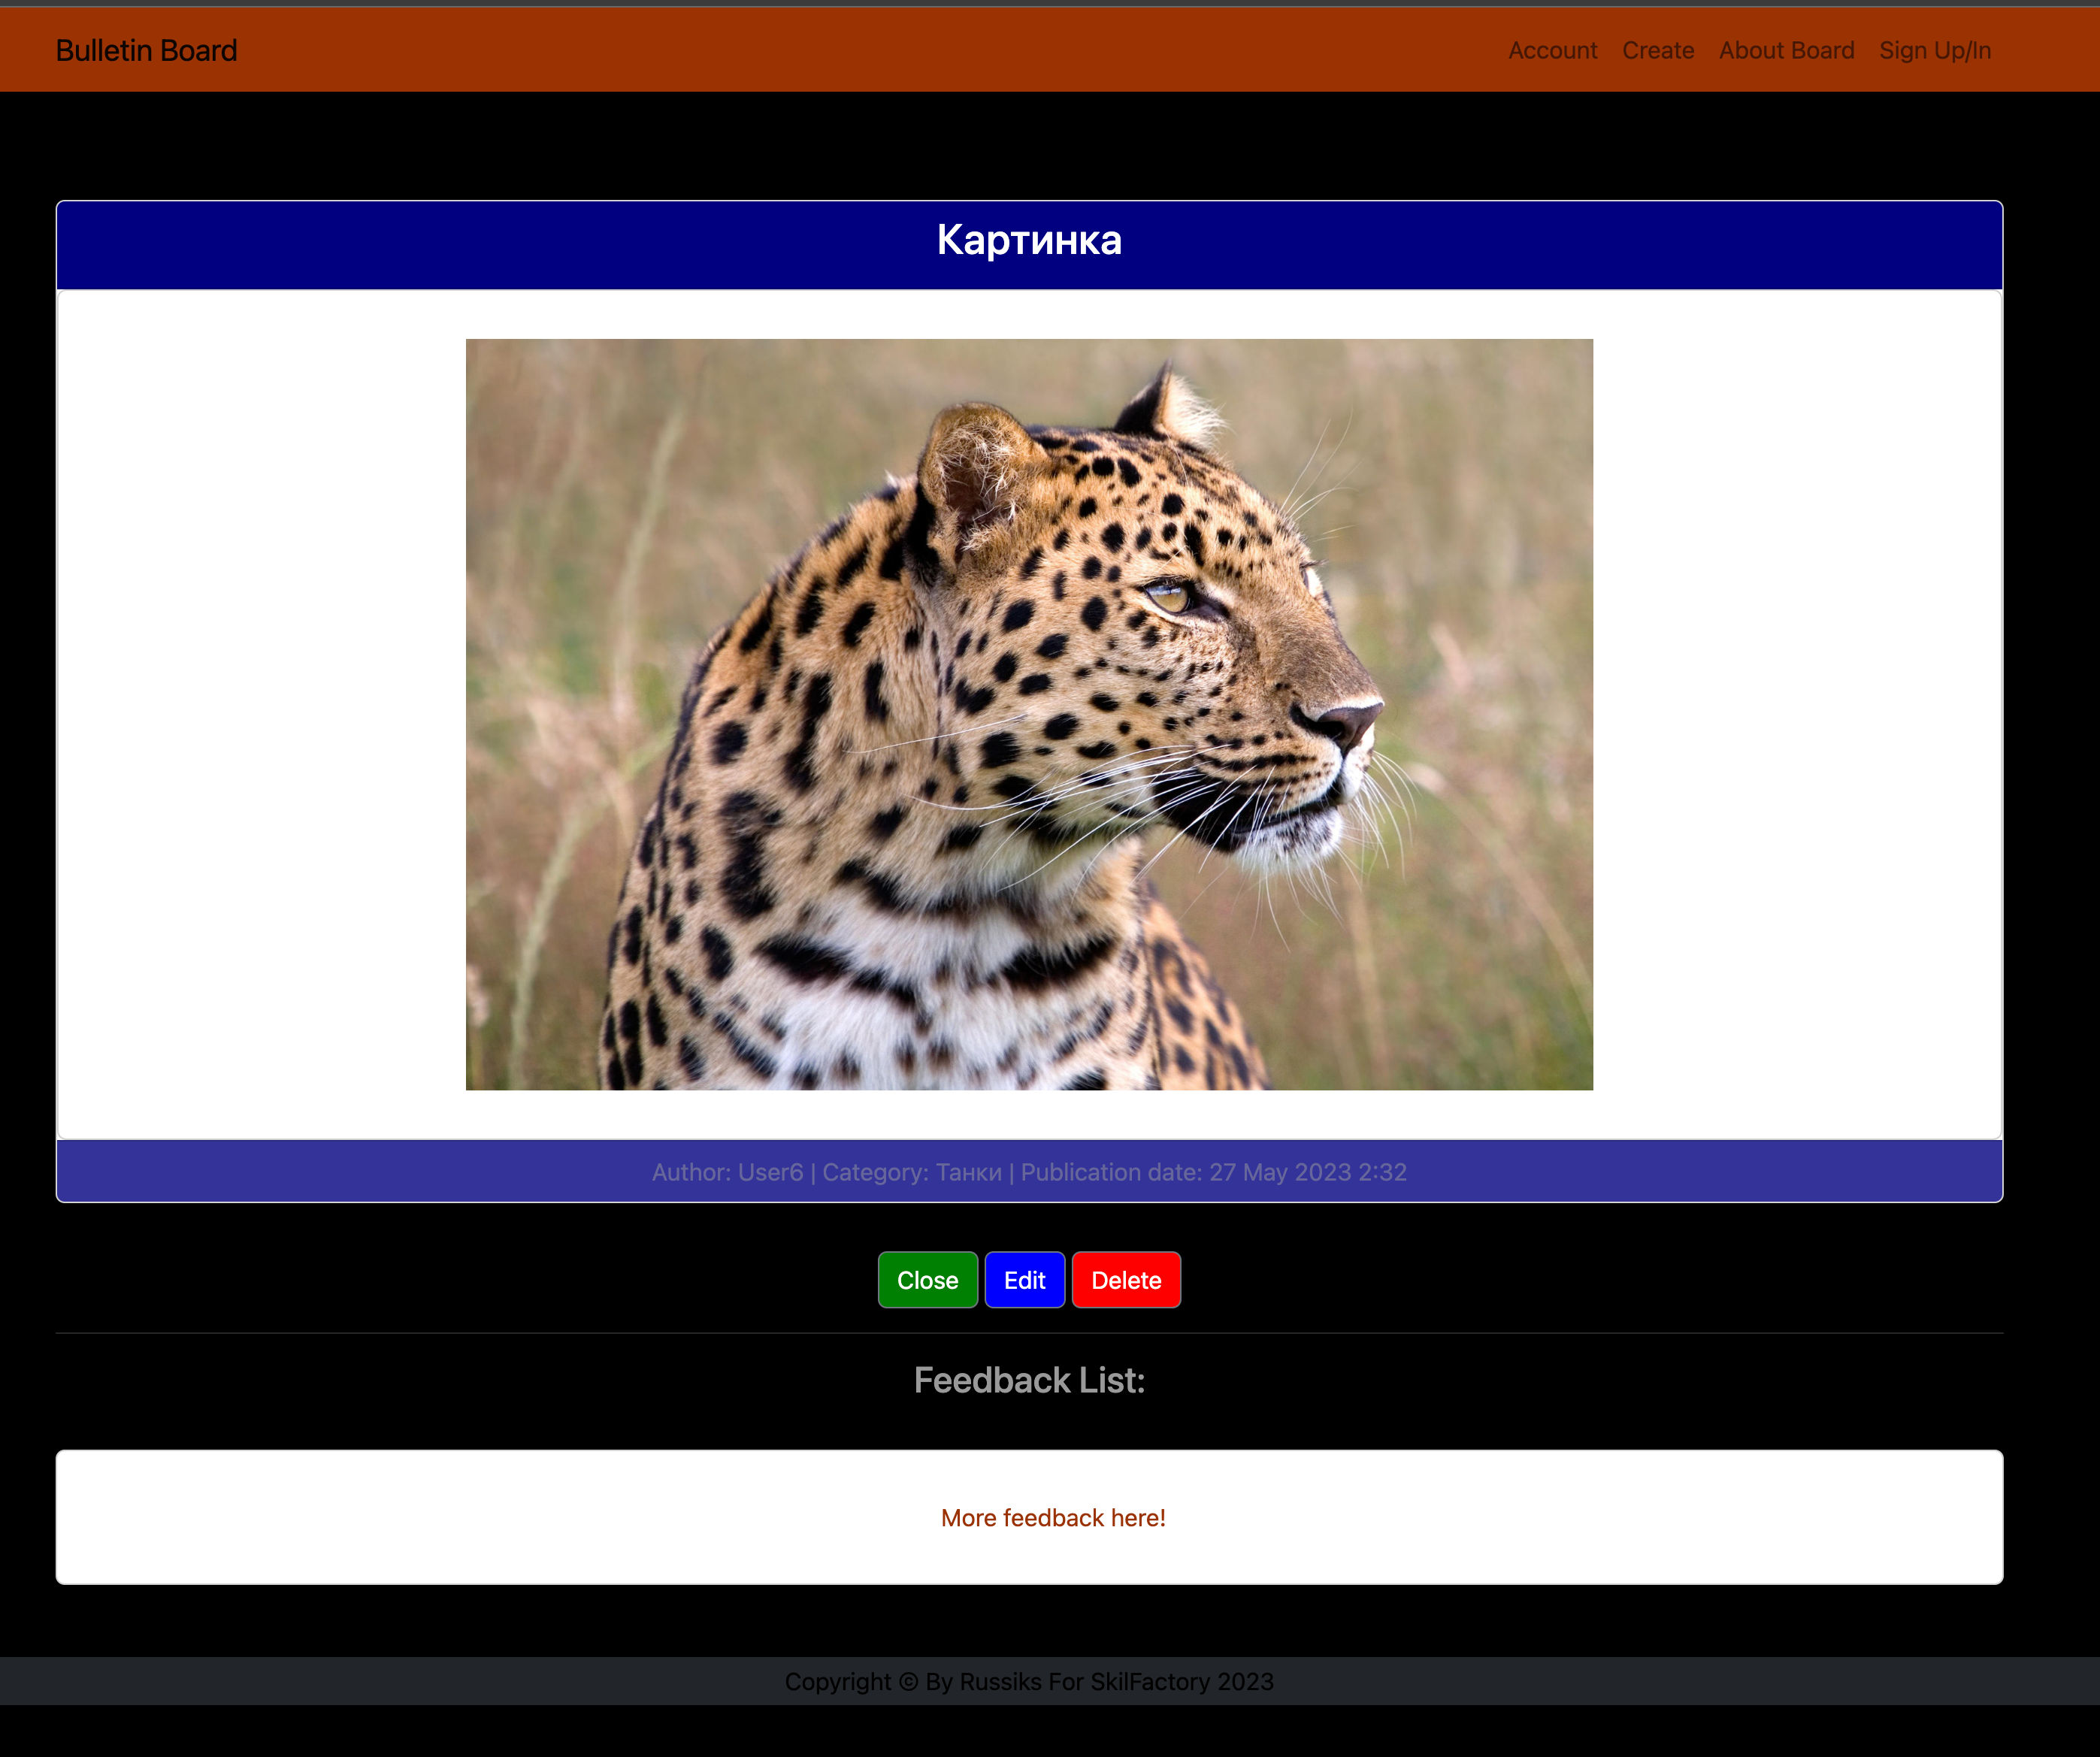 Bulletin Board
Account Create About Board Sign Up/In
Картинка
Author: User6 | Category: Танки | Publication date: 27 May 2023 2:32
Close Edit Delete
Feedback List:
More feedback here!
Copyright © By Russiks For SkilFactory 2023